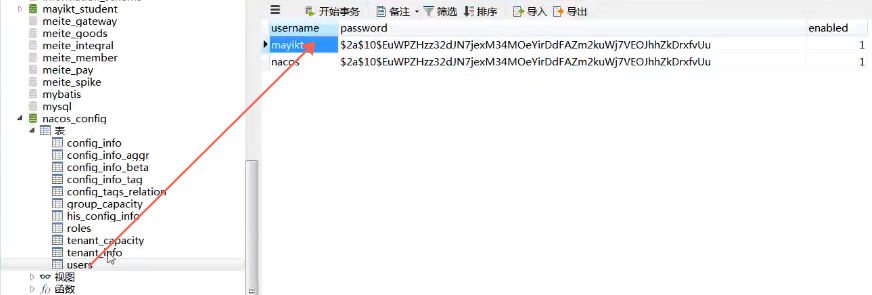 mayikt_student
meite_gateway
meite_goods
meite_integral
meite_member
meite_pay
meite_spike
mybatis
mysql
nacos_config
表
config_info
config_info_aggr
config_info_beta
config_info_tag
config_tags_relation
group_capacity
his_config_info
roles
tenant_capacity
tenant_info
users
视图
函数
开始事务 备注 筛选 排序 导入 导出
username password enabled
mayikt $2a$10$EuWPZHzz32dJN7jexM34MOeYirDdFAZm2kuWj7VEOJhhZkDrxfvUu 1
nacos $2a$10$EuWPZHzz32dJN7jexM34MOeYirDdFAZm2kuWj7VEOJhhZkDrxfvUu 1